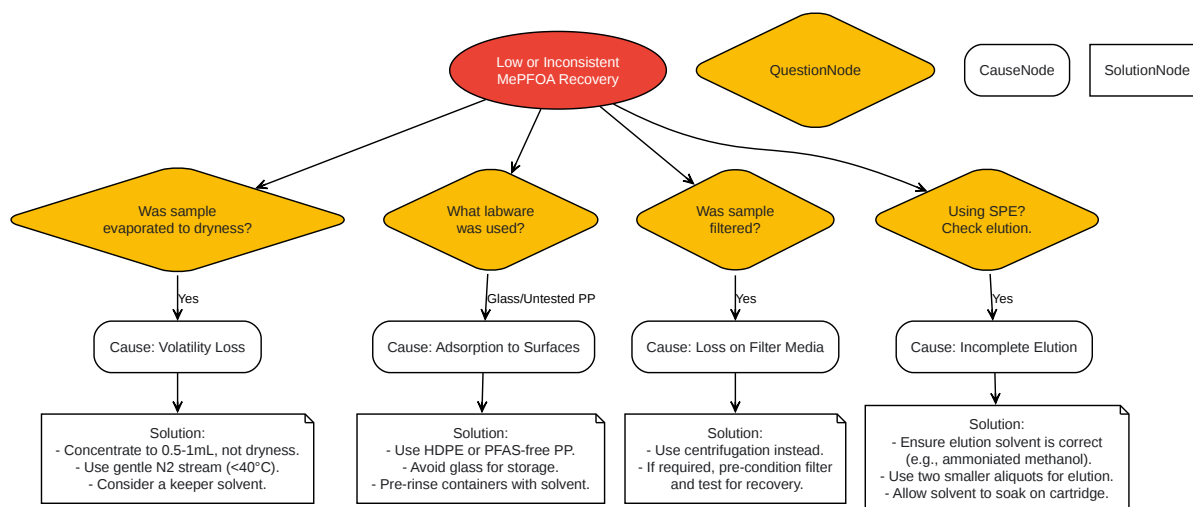 Low or Inconsistent
MePFOA Recovery
QuestionNode
CauseNode
SolutionNode
Was sample
evaporated to dryness?
What labware
was used?
Was sample
filtered?
Using SPE?
Check elution.
Yes
Glass/Untested PP
Yes
Yes
Cause: Volatility Loss
Cause: Adsorption to Surfaces
Cause: Loss on Filter Media
Cause: Incomplete Elution
Solution:
- Concentrate to 0.5-1mL, not dryness.
- Use gentle N2 stream (<40°C).
- Consider a keeper solvent.
Solution:
- Use HDPE or PFAS-free PP.
- Avoid glass for storage.
- Pre-rinse containers with solvent.
Solution:
- Use centrifugation instead.
- If required, pre-condition filter
and test for recovery.
Solution:
- Ensure elution solvent is correct
(e.g., ammoniated methanol).
- Use two smaller aliquots for elution.
- Allow solvent to soak on cartridge.